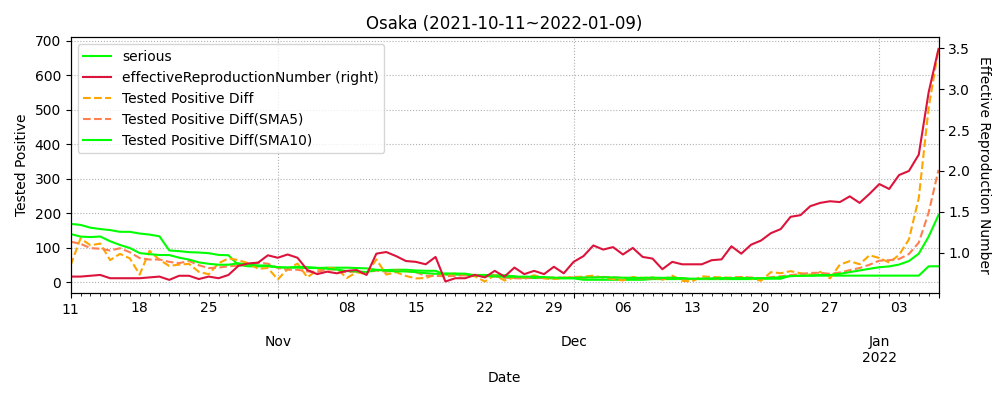 Osaka (2021-10-11~2022-01-09)
serious
effectiveReproductionNumber (right)
Tested Positive Diff
Tested Positive Diff(SMA5)
Tested Positive Diff(SMA10)
Tested Positive
700
600
500
400
300
200
100
0
3.5
3.0
2.5
2.0
1.5
1.0
Effective Reproduction Number
11 18 25 08 15 22 29 06 13 20 27 03
Nov Dec Jan
2022
Date